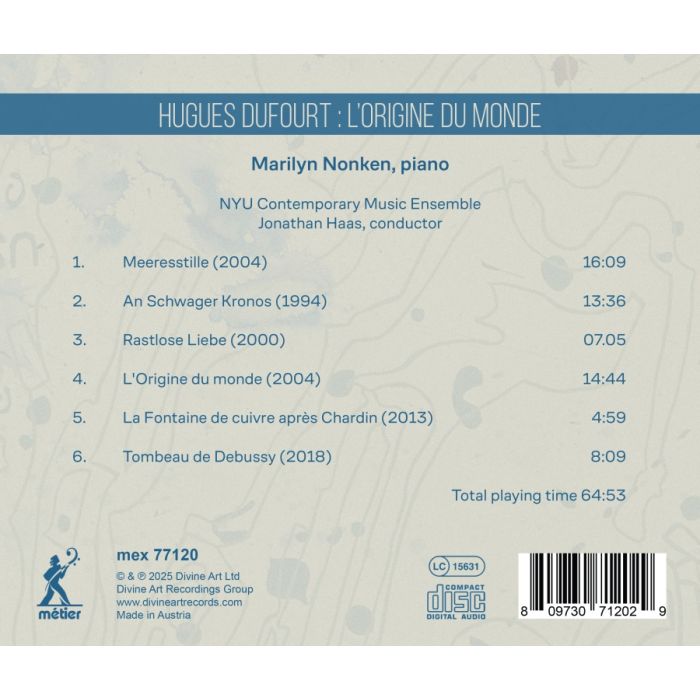 HUGUES DUFOURT : L'ORIGINE DU MONDE
Marilyn Nonken, piano
NYU Contemporary Music Ensemble
Jonathan Haas, conductor
1. Meeresstille (2004) 16:09
2. An Schwager Kronos (1994) 13:36
3. Rastlose Liebe (2000) 07.05
4. L'Origine du monde (2004) 14:44
5. La Fontaine de cuivre après Chardin (2013) 4:59
6. Tombeau de Debussy (2018) 8:09
Total playing time 64:53
métier
mex 77120
© & ℗ 2025 Divine Art Ltd
Divine Art Recordings Group
www.divineartrecords.com
Made in Austria
LC 15631
COMPACT
disc
DIGITAL AUDIO
8 09730 71202 9